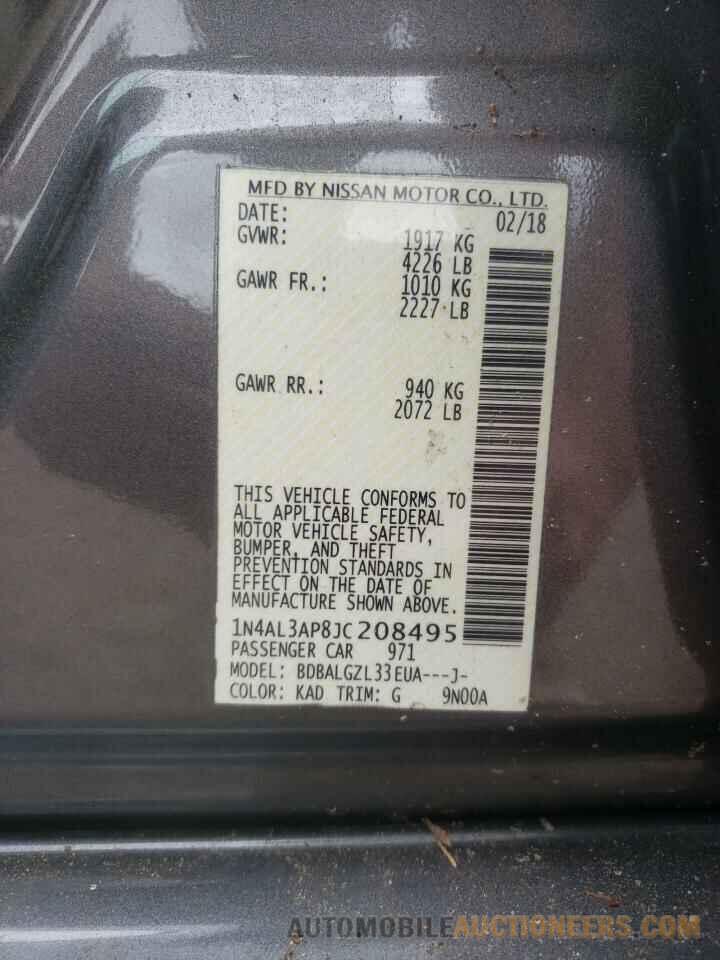 MFD BY NISSAN MOTOR CO., LTD.
DATE: 02/18
GVWR: 1917 KG
4226 LB
GAWR FR.: 1010 KG
2227 LB
GAWR RR.: 940 KG
2072 LB
THIS VEHICLE CONFORMS TO
ALL APPLICABLE FEDERAL
MOTOR VEHICLE SAFETY,
BUMPER, AND THEFT
PREVENTION STANDARDS IN
EFFECT ON THE DATE OF
MANUFACTURE SHOWN ABOVE.
1N4AL3AP8JC208495
PASSENGER CAR 971
MODEL: BDBALGZL33EUA---J-
COLOR: KAD TRIM: G 9N00A
AUTOMOBILEAUCTIONEERS.COM